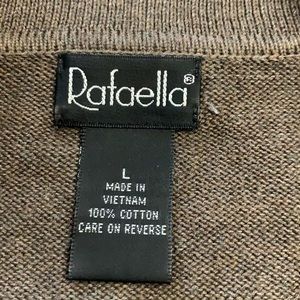 Rafaella®
L
MADE IN
VIETNAM
100% COTTON
CARE ON REVERSE